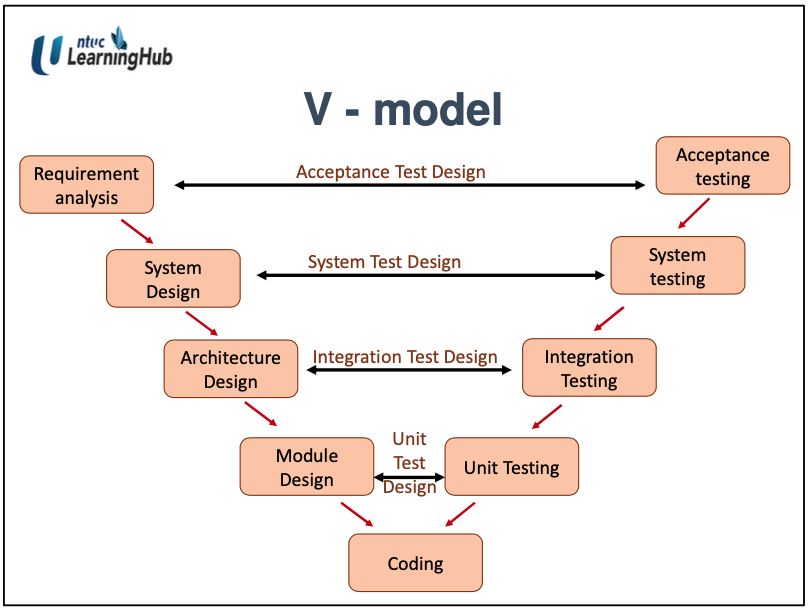 ntuc
LearningHub
V - model
Requirement
analysis
Acceptance Test Design
Acceptance
testing
System
Design
System Test Design
System
testing
Architecture
Design
Integration Test Design
Integration
Testing
Module
Design
Unit
Test
Design
Unit Testing
Coding